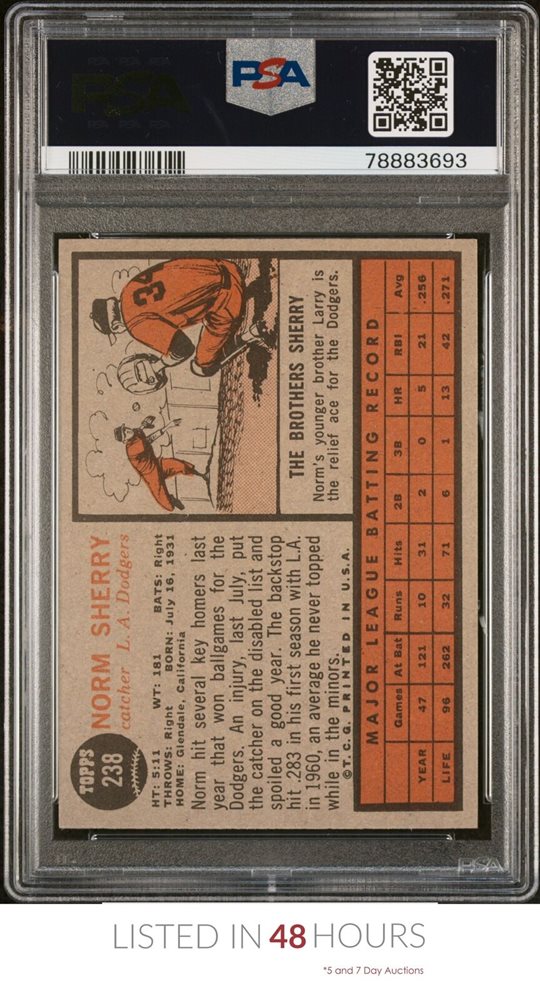 PSA
78883693
TOPPS
238
NORM SHERRY
catcher L. A. Dodgers
HT: 5:11 WT: 181 BATS: Right
THROWS: Right BORN: July 16, 1931
HOME: Glendale, California
Norm hit several key homers last
year that won ballgames for the
Dodgers. An injury, last July, put
the catcher on the disabled list and
spoiled a good year. The backstop
hit .283 in his first season with L.A.
in 1960, an average he never topped
while in the minors.
©T.C.G. PRINTED IN U.S.A.
34
THE BROTHERS SHERRY
Norm's younger brother Larry is
the relief ace for the Dodgers.
MAJOR LEAGUE BATTING RECORD
Games At Bat Runs Hits 2B 3B HR RBI Avg
YEAR 47 121 10 31 2 0 5 21 .256
LIFE 96 262 32 71 6 1 13 42 .271
PSA
LISTED IN 48 HOURS
*5 and 7 Day Auctions